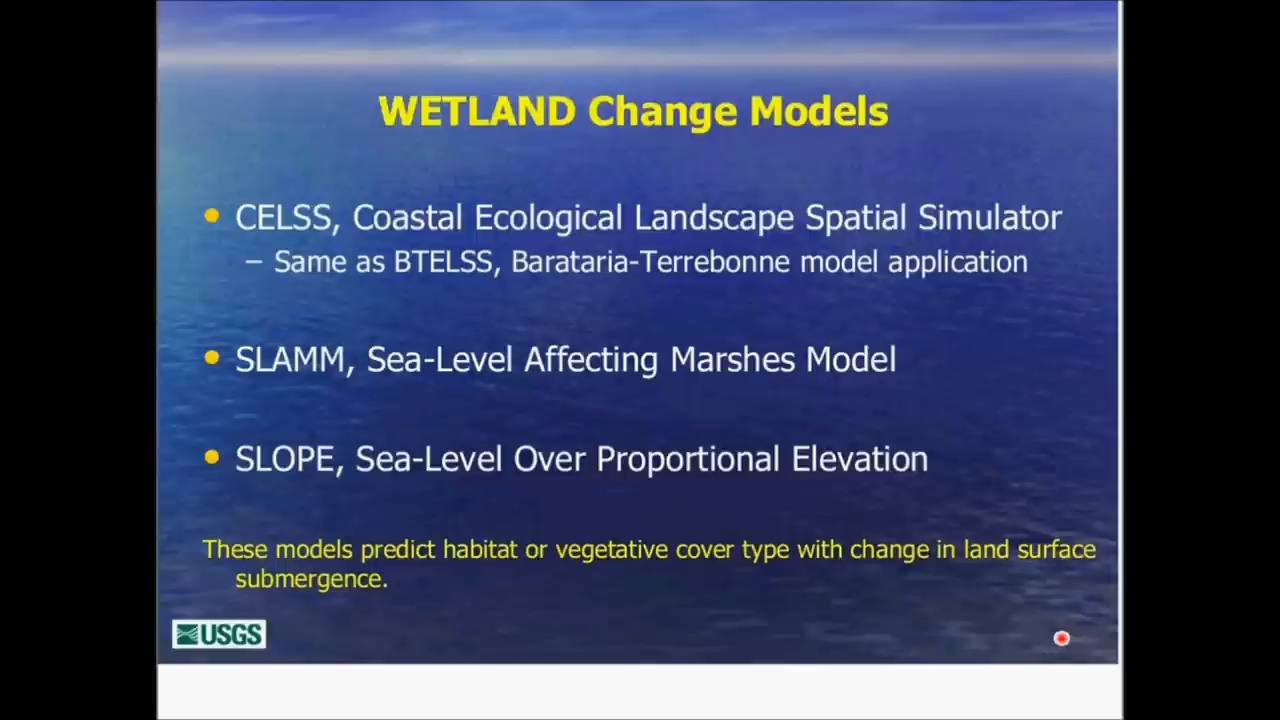 WETLAND Change Models
• CELSS, Coastal Ecological Landscape Spatial Simulator
– Same as BTELSS, Barataria-Terrebonne model application
• SLAMM, Sea-Level Affecting Marshes Model
• SLOPE, Sea-Level Over Proportional Elevation
These models predict habitat or vegetative cover type with change in land surface
submergence.
USGS